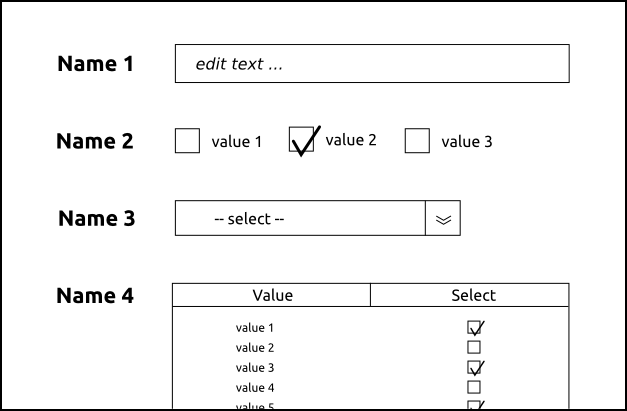 Name 1 edit text ...
Name 2 value 1 value 2 value 3
Name 3 -- select --
Name 4 Value Select
value 1
value 2
value 3
value 4
value 5